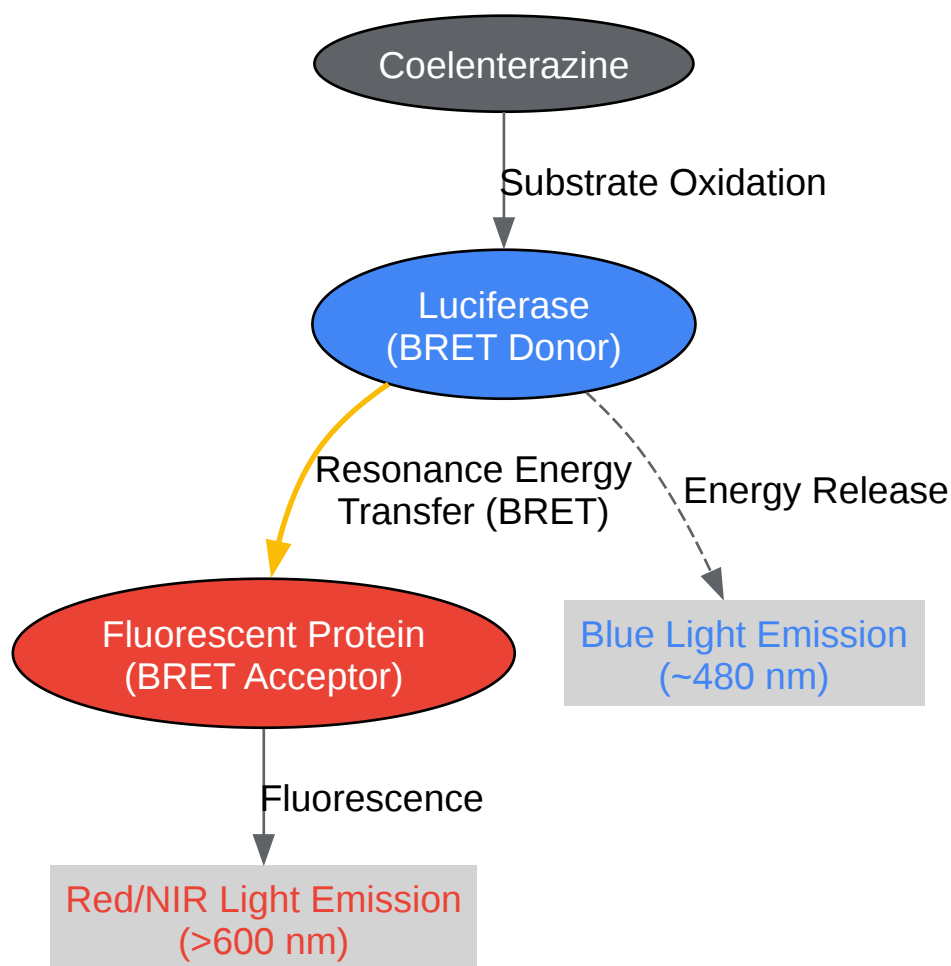 Coelenterazine
Substrate Oxidation
Luciferase
(BRET Donor)
Resonance Energy
Transfer (BRET)
Energy Release
Fluorescent Protein
(BRET Acceptor)
Blue Light Emission
(~480 nm)
Fluorescence
Red/NIR Light Emission
(>600 nm)